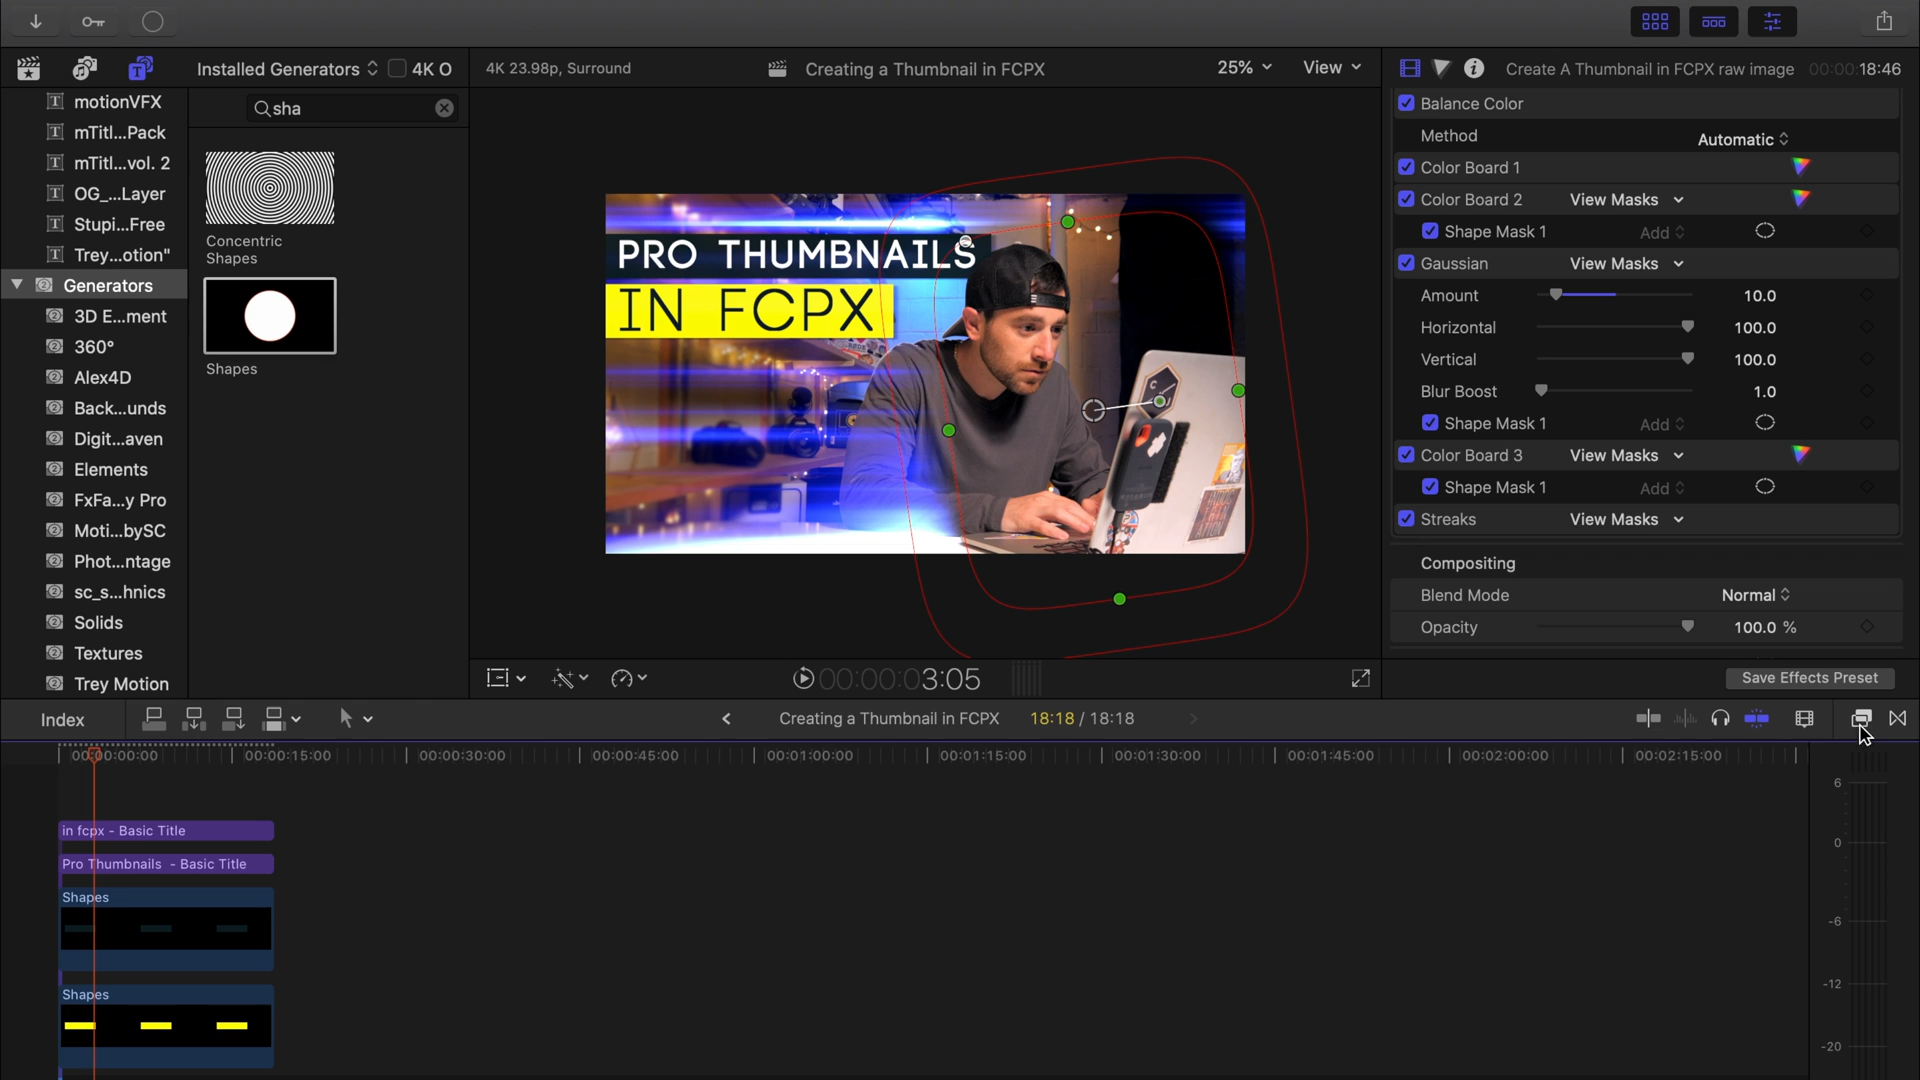 Installed Generators
4K O
4K 23.98p, Surround
Creating a Thumbnail in FCPX
25%
View
Create A Thumbnail in FCPX raw image
00:00:18:46
motionVFX
mTitl...Pack
mTitl...vol. 2
OG_...Layer
Stupi...Free
Trey...otion"
Generators
3D E...ment
360°
Alex4D
Back...unds
Digit...aven
Elements
FxFa...y Pro
Moti...bySC
Phot...ntage
sc_s...hnics
Solids
Textures
Trey Motion
sha
Concentric
Shapes
Shapes
PRO THUMBNAILS
IN FCPX
Balance Color
Method
Automatic
Color Board 1
Color Board 2
View Masks
Shape Mask 1
Add
Gaussian
View Masks
Amount
10.0
Horizontal
100.0
Vertical
100.0
Blur Boost
1.0
Shape Mask 1
Add
Color Board 3
View Masks
Shape Mask 1
Add
Streaks
View Masks
Compositing
Blend Mode
Normal
Opacity
100.0 %
Save Effects Preset
00:00:03:05
Index
Creating a Thumbnail in FCPX
18:18 / 18:18
00:00:00:00
00:00:15:00
00:00:30:00
00:00:45:00
00:01:00:00
00:01:15:00
00:01:30:00
00:01:45:00
00:02:00:00
00:02:15:00
in fcpx - Basic Title
Pro Thumbnails - Basic Title
Shapes
Shapes
6
0
-6
-12
-20